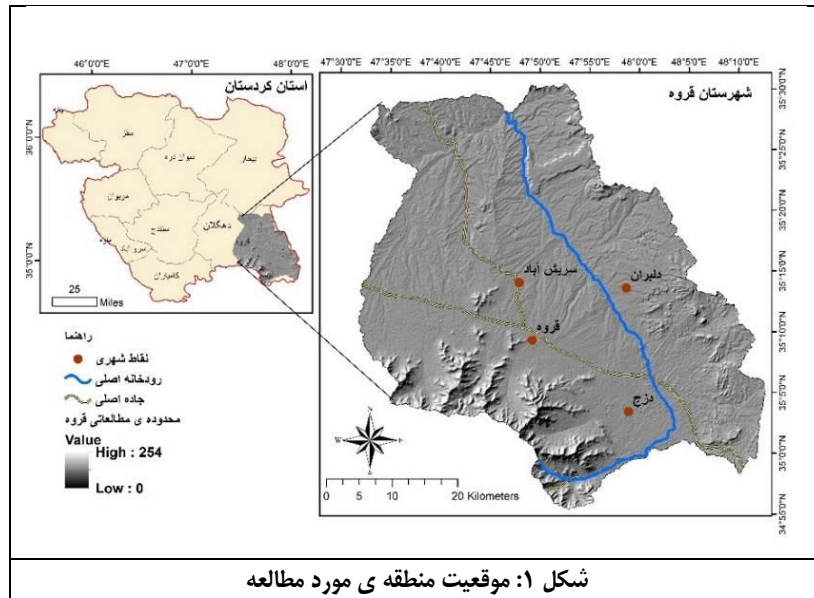 استان کردستان
46°0'0"E 47°0'0"E 48°0'0"E
36°0'0"N
35°0'0"N
سقز
دیوان دره
بیجار
مریوان
سنندج
دهگلان
قروه
سرو آباد
کامیاران
25
Miles
شهرستان قروه
47°30'0"E 47°35'0"E 47°40'0"E 47°45'0"E 47°50'0"E 47°55'0"E 48°0'0"E 48°5'0"E 48°10'0"E
35°30'0"N
35°25'0"N
35°20'0"N
35°15'0"N
35°10'0"N
35°5'0"N
35°0'0"N
34°55'0"N
سریش آباد
دلبران
قروه
دزج
N
W E
S
0 5 10 20 Kilometers
راهنما
نقاط شهری
رودخانه اصلی
جاده اصلی
محدوده ی مطالعاتی قروه
Value
High : 254
Low : 0
شکل ۱: موقعیت منطقه ی مورد مطالعه